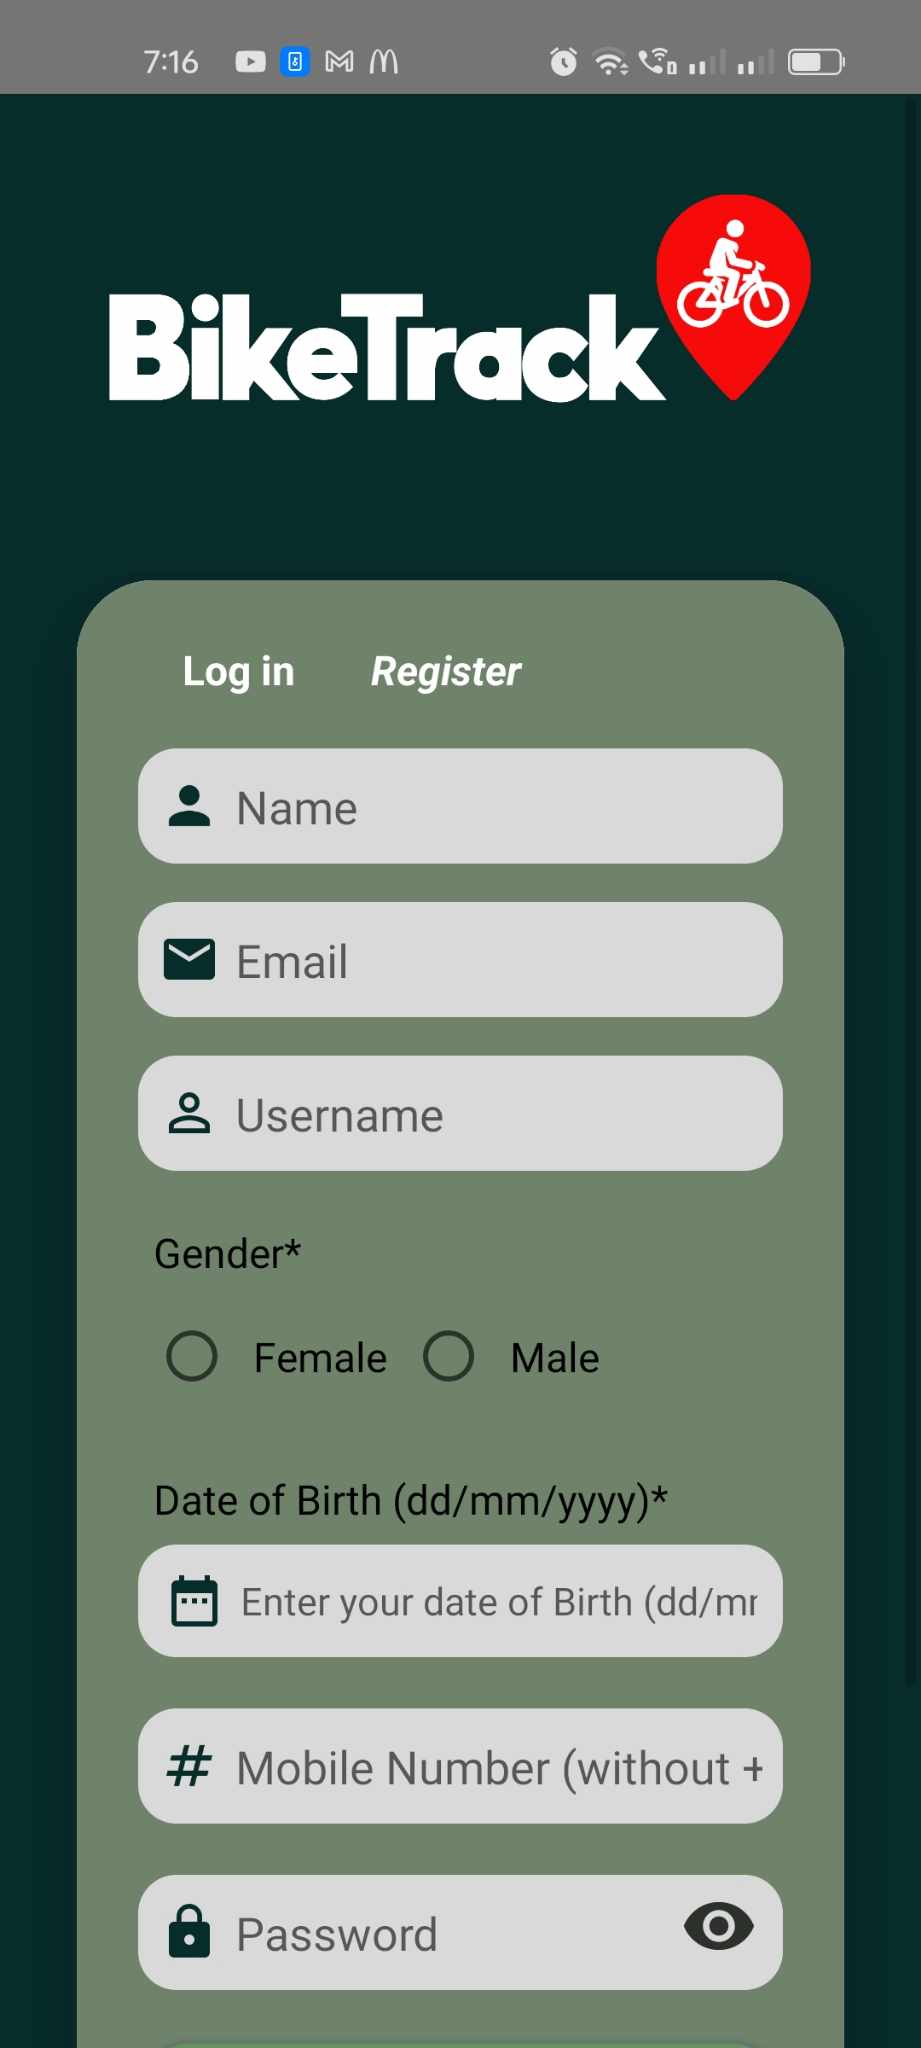 7:16
BikeTrack
Log in Register
Name
Email
Username
Gender*
Female Male
Date of Birth (dd/mm/yyyy)*
Enter your date of Birth (dd/mm
# Mobile Number (without +
Password